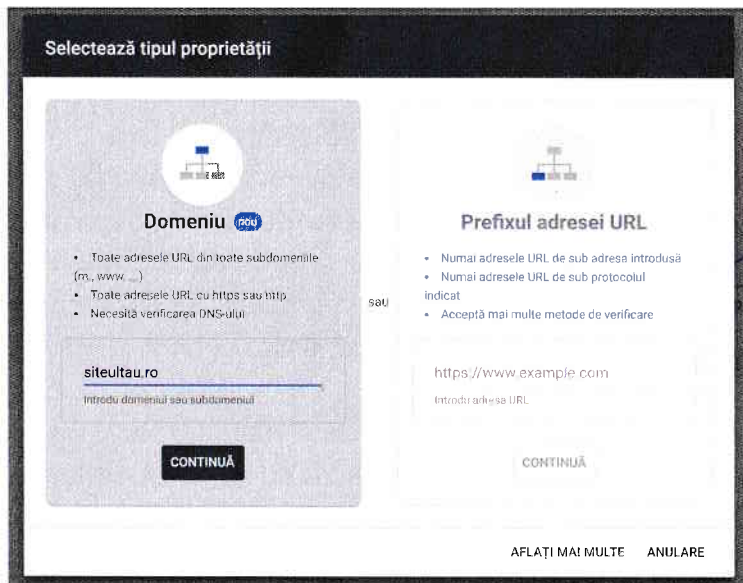 Selectează tipul proprietății
Domeniu nou
• Toate adresele URL din toate subdomeniile
(m., www. ...)
• Toate adresele URL cu https sau http
• Necesită verificarea DNS-ului
siteultau.ro
Introdu domeniul sau subdomeniul
CONTINUĂ
sau
Prefixul adresei URL
• Numai adresele URL de sub adresa introdusă
• Numai adresele URL de sub protocolul
indicat
• Acceptă mai multe metode de verificare
https://www.example.com
Introdu adresa URL
CONTINUĂ
AFLAȚI MAI MULTE ANULARE